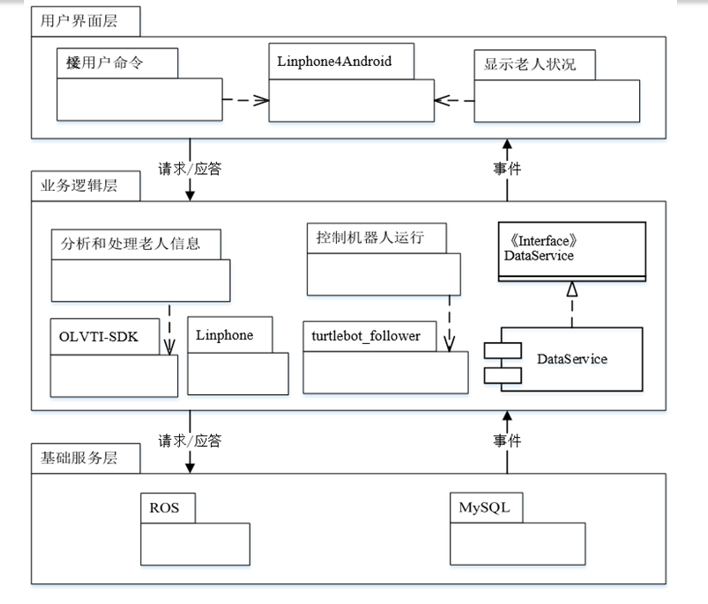 用户界面层
用户命令
Linphone4Android
显示老人状况
请求/应答
事件
业务逻辑层
分析和处理老人信息
控制机器人运行
《Interface》
DataService
OLVTI-SDK
Linphone
turtlebot_follower
DataService
请求/应答
事件
基础服务层
ROS
MySQL